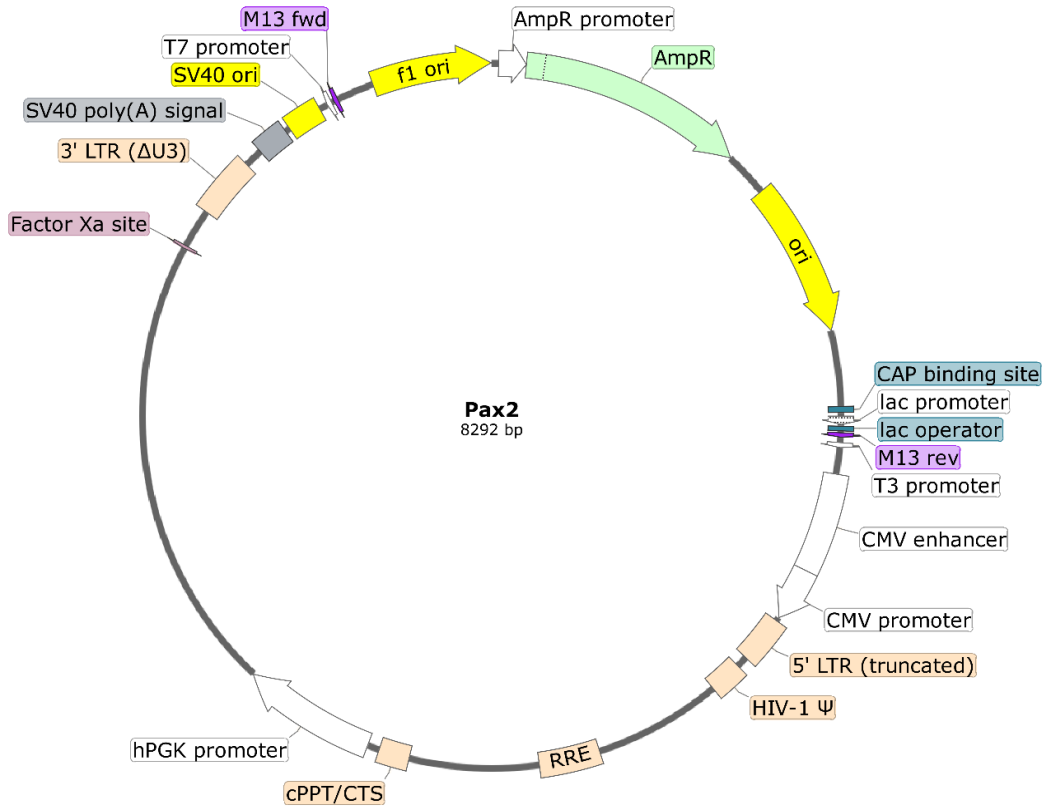 M13 fwd
T7 promoter
SV40 ori
SV40 poly(A) signal
3' LTR (ΔU3)
Factor Xa site
f1 ori
AmpR promoter
AmpR
ori
CAP binding site
lac promoter
lac operator
M13 rev
T3 promoter
CMV enhancer
CMV promoter
5' LTR (truncated)
HIV-1 Ψ
RRE
cPPT/CTS
hPGK promoter
Pax2
8292 bp